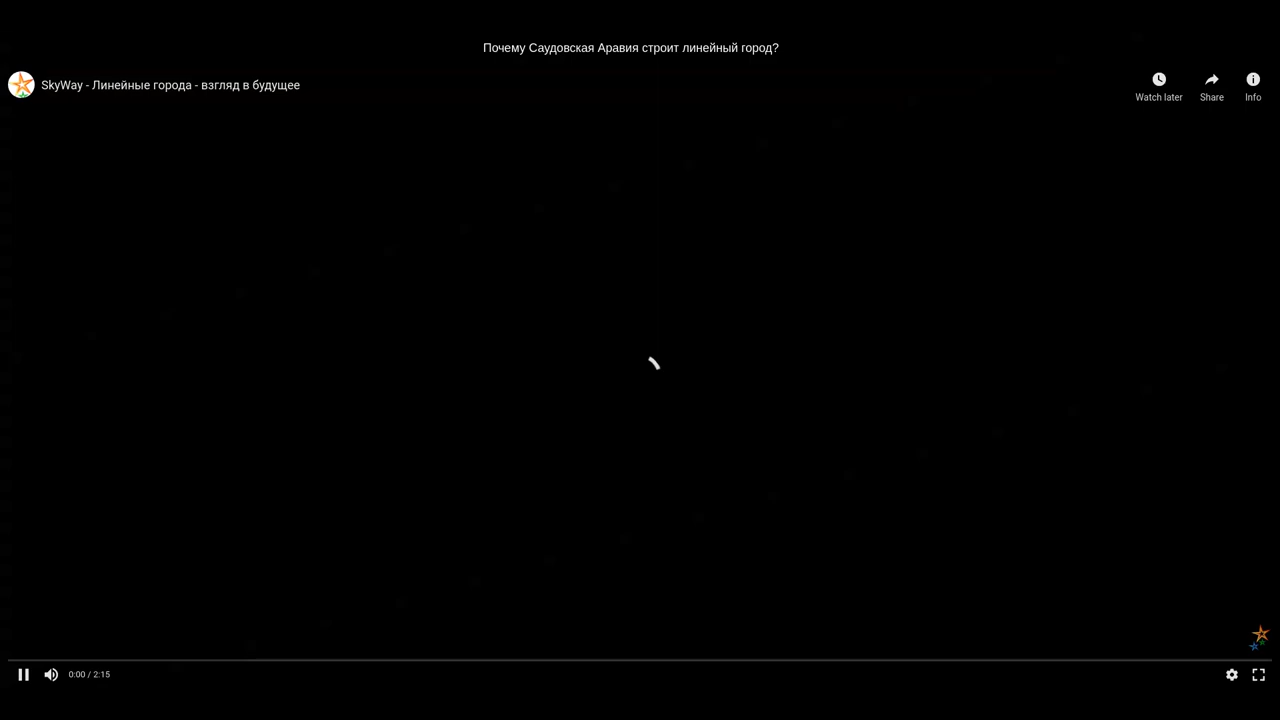 Почему Саудовская Аравия строит линейный город?
SkyWay - Линейные города - взгляд в будущее
Watch later
Share
Info
0:00 / 2:15